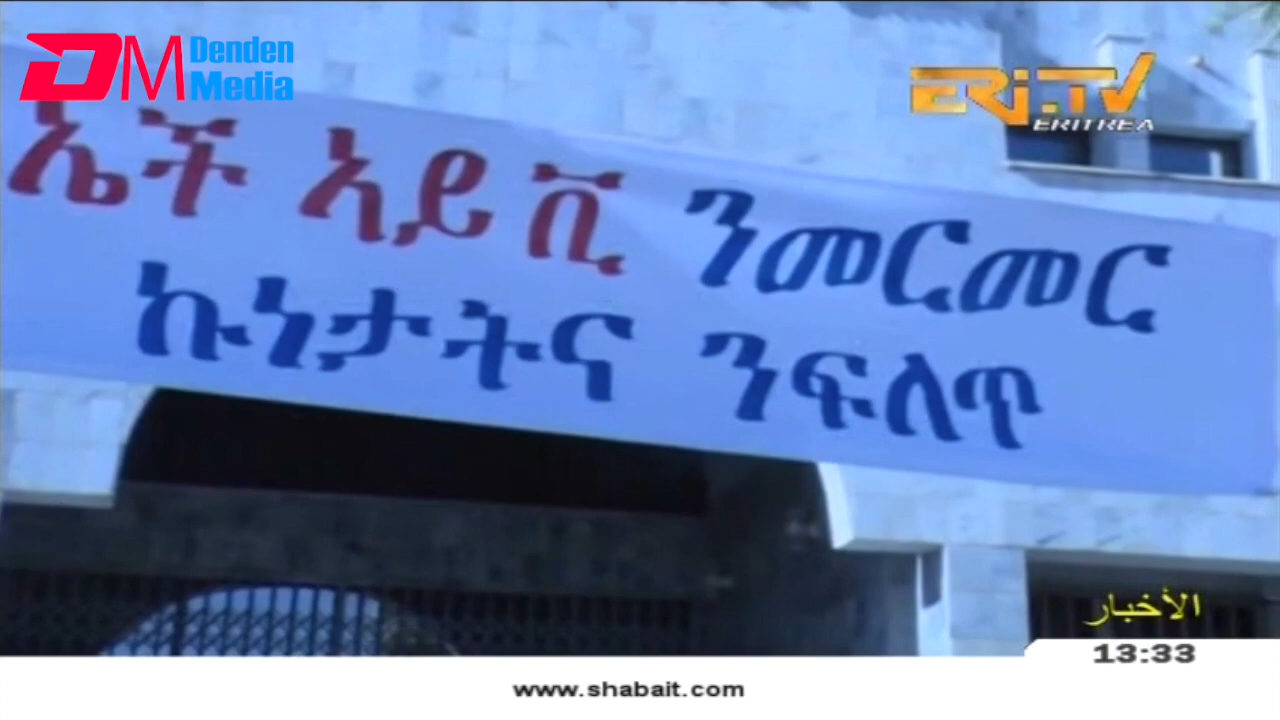 DM Denden
Media
ERi-TV
ERITREA
ኤች ኣይ ቪ ንመርመር
ኩነታትና ንፍለጥ
الأخبار
13:33
www.shabait.com